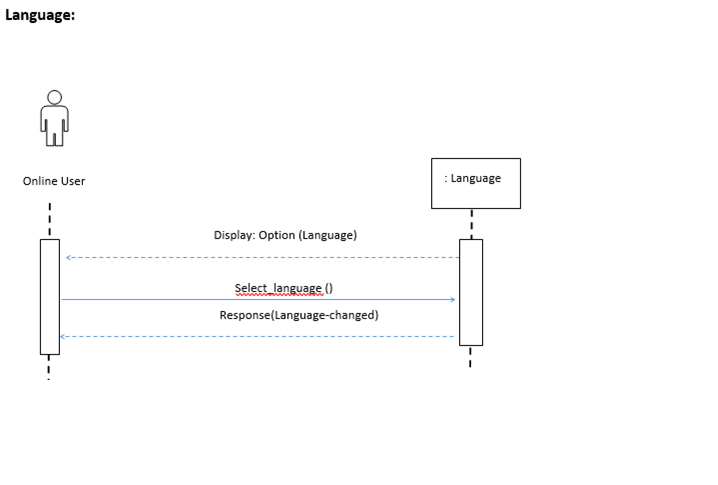 Language:
Online User
: Language
Display: Option (Language)
Select_language ()
Response(Language-changed)